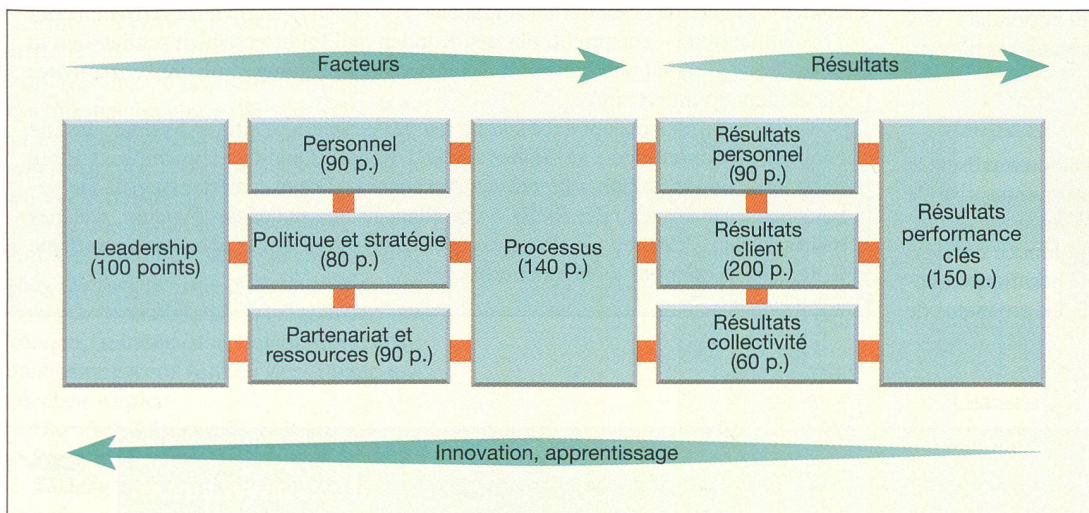 Facteurs
Résultats
Leadership
(100 points)
Personnel
(90 p.)
Politique et stratégie
(80 p.)
Partenariat et
ressources (90 p.)
Processus
(140 p.)
Résultats
personnel
(90 p.)
Résultats
client
(200 p.)
Résultats
collectivité
(60 p.)
Résultats
performance
clés
(150 p.)
Innovation, apprentissage